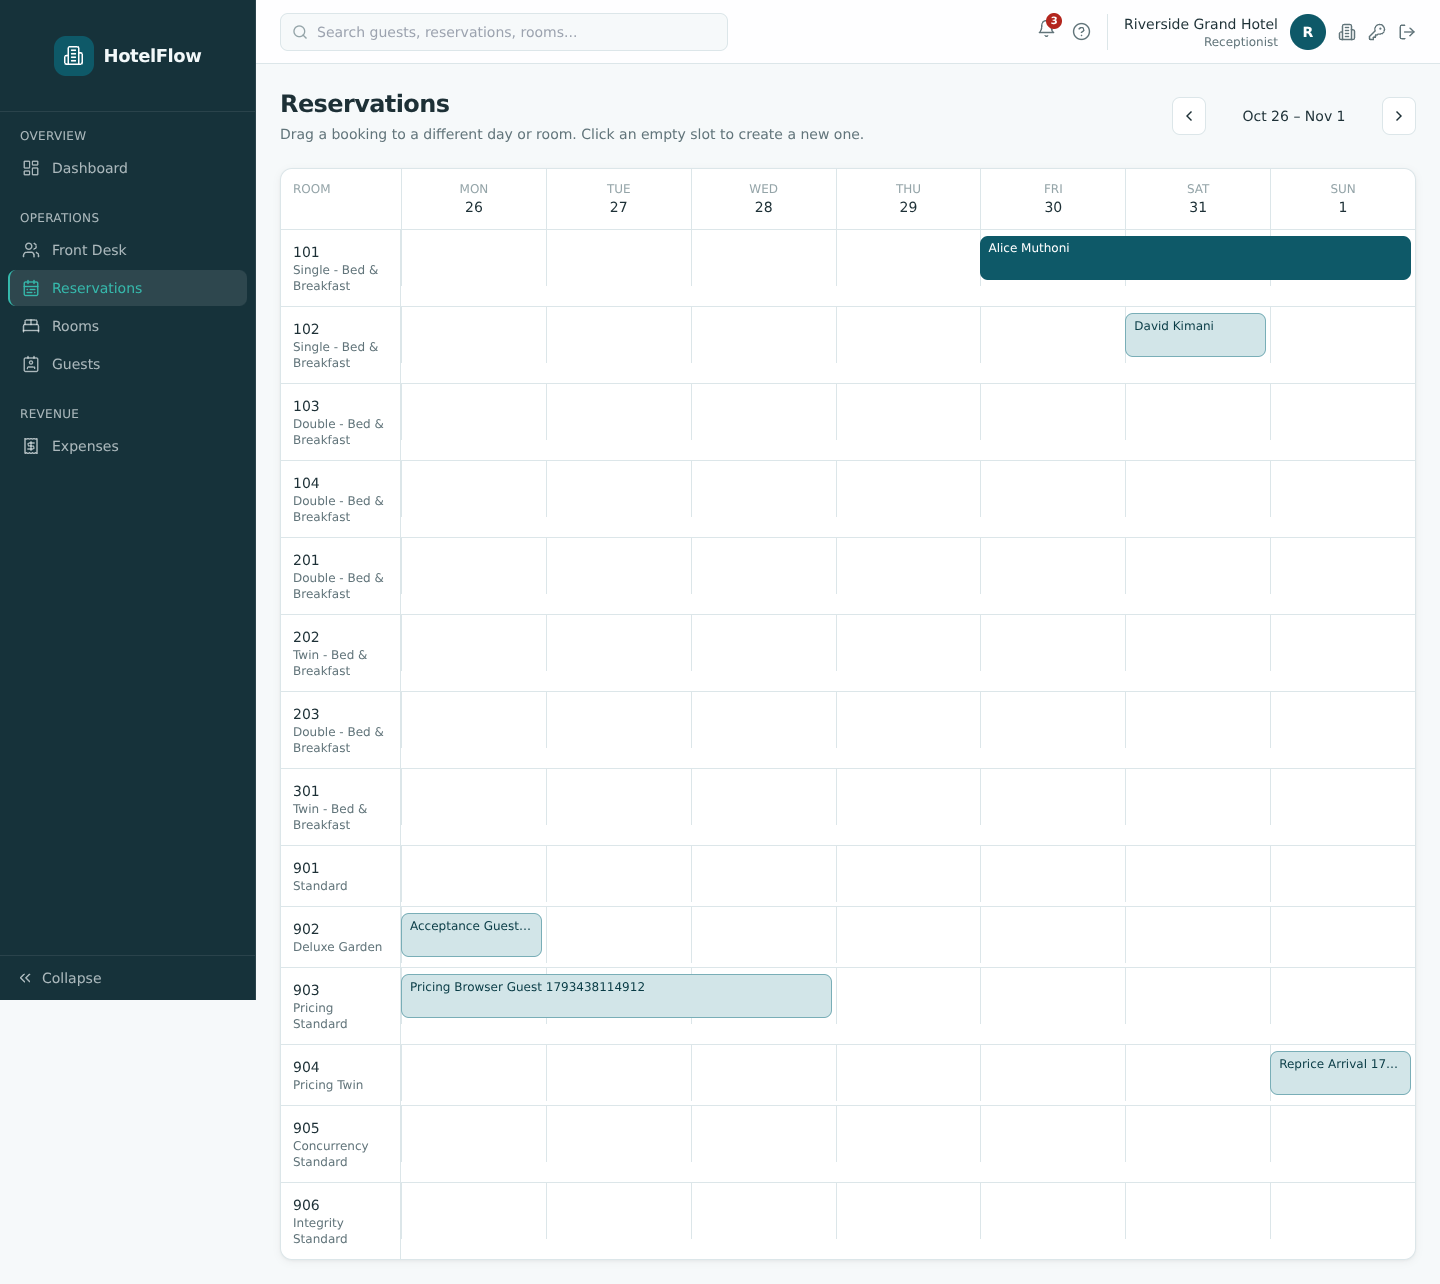 HotelFlow
Search guests, reservations, rooms...
3
Riverside Grand Hotel
Receptionist
R
OVERVIEW
Dashboard
OPERATIONS
Front Desk
Reservations
Rooms
Guests
REVENUE
Expenses
Collapse
Reservations
Drag a booking to a different day or room. Click an empty slot to create a new one.
Oct 26 – Nov 1
ROOM
MON
26
TUE
27
WED
28
THU
29
FRI
30
SAT
31
SUN
1
101
Single - Bed &
Breakfast
Alice Muthoni
102
Single - Bed &
Breakfast
David Kimani
103
Double - Bed &
Breakfast
104
Double - Bed &
Breakfast
201
Double - Bed &
Breakfast
202
Twin - Bed &
Breakfast
203
Double - Bed &
Breakfast
301
Twin - Bed &
Breakfast
901
Standard
902
Deluxe Garden
Acceptance Guest...
903
Pricing
Standard
Pricing Browser Guest 1793438114912
904
Pricing Twin
Reprice Arrival 17...
905
Concurrency
Standard
906
Integrity
Standard